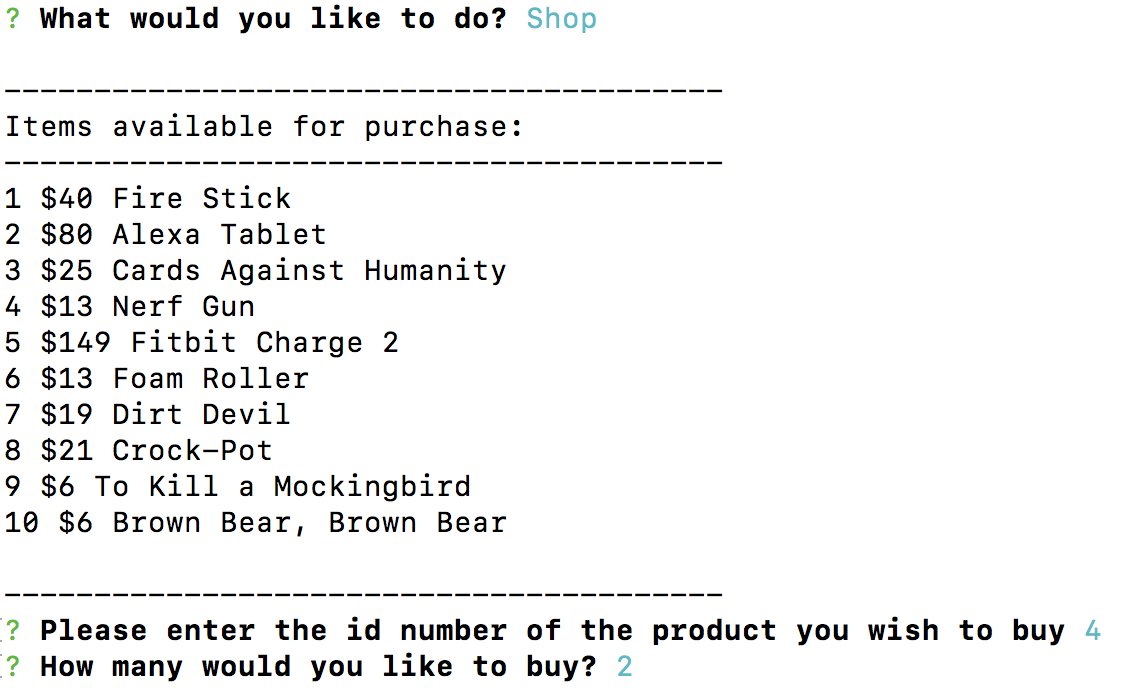 ? What would you like to do? Shop
----------------------------------------
Items available for purchase:
----------------------------------------
1 $40 Fire Stick
2 $80 Alexa Tablet
3 $25 Cards Against Humanity
4 $13 Nerf Gun
5 $149 Fitbit Charge 2
6 $13 Foam Roller
7 $19 Dirt Devil
8 $21 Crock-Pot
9 $6 To Kill a Mockingbird
10 $6 Brown Bear, Brown Bear
----------------------------------------
? Please enter the id number of the product you wish to buy 4
? How many would you like to buy? 2